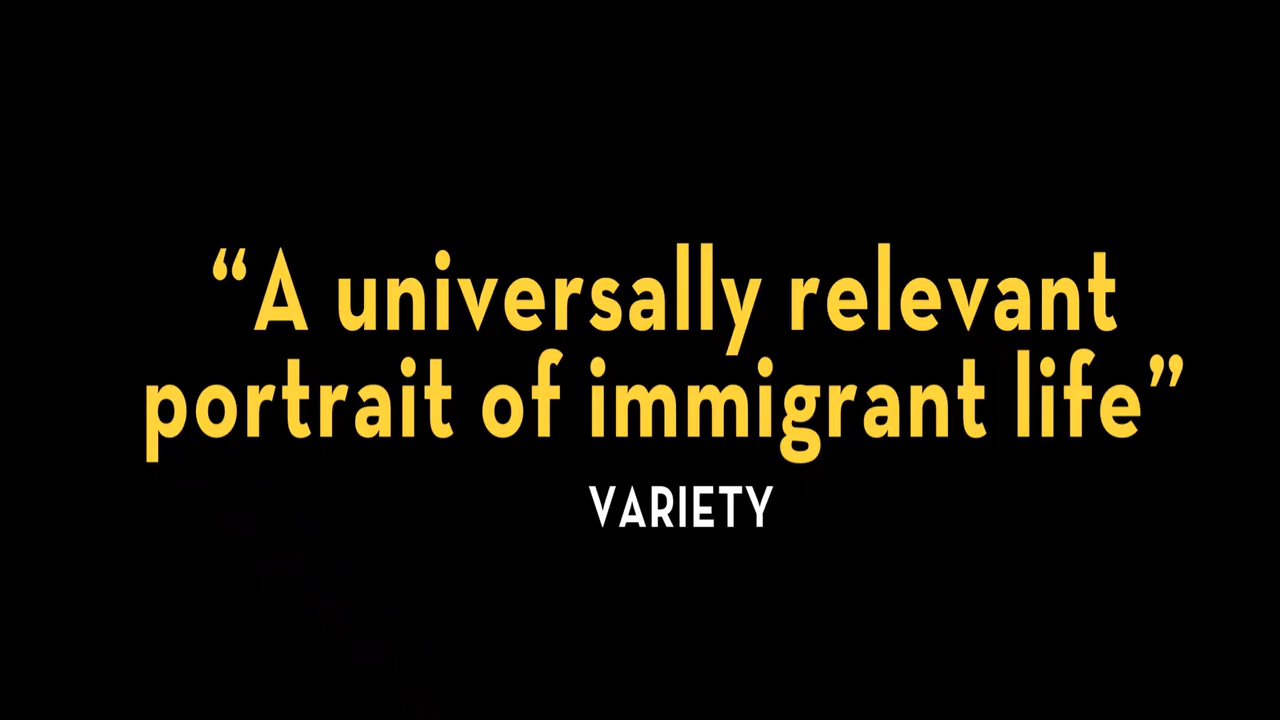 “A universally relevant
portrait of immigrant life”
VARIETY